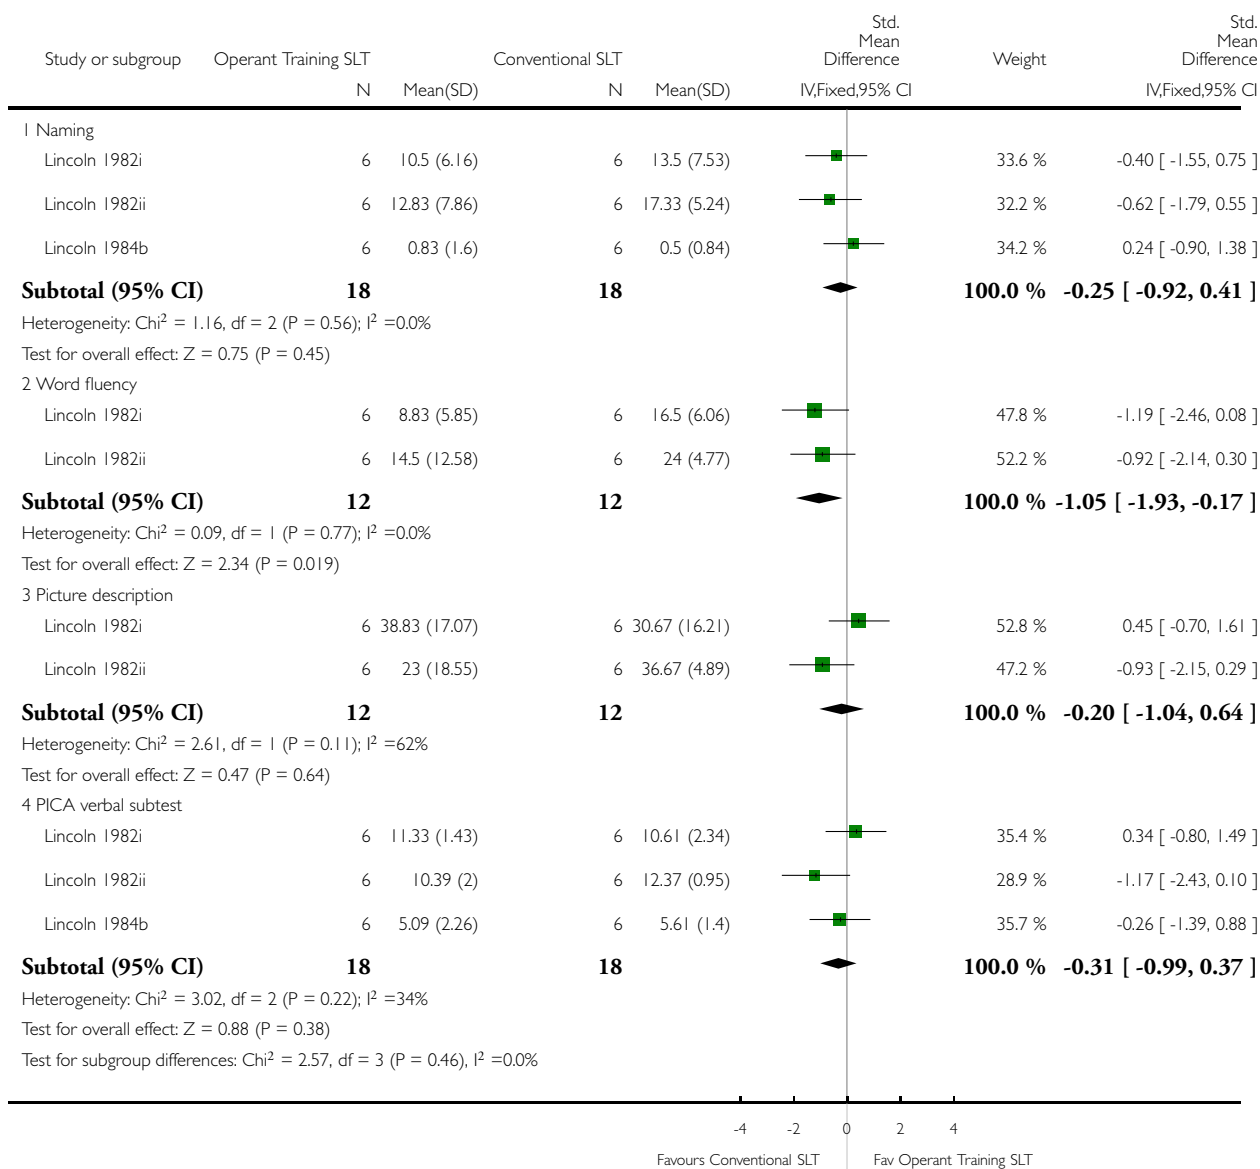 Study or subgroup Operant Training SLT Conventional SLT Std. Mean Difference Weight Std. Mean Difference
N Mean(SD) N Mean(SD) IV,Fixed,95% CI IV,Fixed,95% CI
1 Naming
Lincoln 1982i 6 10.5 (6.16) 6 13.5 (7.53) 33.6 % -0.40 [ -1.55, 0.75 ]
Lincoln 1982ii 6 12.83 (7.86) 6 17.33 (5.24) 32.2 % -0.62 [ -1.79, 0.55 ]
Lincoln 1984b 6 0.83 (1.6) 6 0.5 (0.84) 34.2 % 0.24 [ -0.90, 1.38 ]
Subtotal (95% CI) 18 18 100.0 % -0.25 [ -0.92, 0.41 ]
Heterogeneity: Chi² = 1.16, df = 2 (P = 0.56); I² =0.0%
Test for overall effect: Z = 0.75 (P = 0.45)
2 Word fluency
Lincoln 1982i 6 8.83 (5.85) 6 16.5 (6.06) 47.8 % -1.19 [ -2.46, 0.08 ]
Lincoln 1982ii 6 14.5 (12.58) 6 24 (4.77) 52.2 % -0.92 [ -2.14, 0.30 ]
Subtotal (95% CI) 12 12 100.0 % -1.05 [ -1.93, -0.17 ]
Heterogeneity: Chi² = 0.09, df = 1 (P = 0.77); I² =0.0%
Test for overall effect: Z = 2.34 (P = 0.019)
3 Picture description
Lincoln 1982i 6 38.83 (17.07) 6 30.67 (16.21) 52.8 % 0.45 [ -0.70, 1.61 ]
Lincoln 1982ii 6 23 (18.55) 6 36.67 (4.89) 47.2 % -0.93 [ -2.15, 0.29 ]
Subtotal (95% CI) 12 12 100.0 % -0.20 [ -1.04, 0.64 ]
Heterogeneity: Chi² = 2.61, df = 1 (P = 0.11); I² =62%
Test for overall effect: Z = 0.47 (P = 0.64)
4 PICA verbal subtest
Lincoln 1982i 6 11.33 (1.43) 6 10.61 (2.34) 35.4 % 0.34 [ -0.80, 1.49 ]
Lincoln 1982ii 6 10.39 (2) 6 12.37 (0.95) 28.9 % -1.17 [ -2.43, 0.10 ]
Lincoln 1984b 6 5.09 (2.26) 6 5.61 (1.4) 35.7 % -0.26 [ -1.39, 0.88 ]
Subtotal (95% CI) 18 18 100.0 % -0.31 [ -0.99, 0.37 ]
Heterogeneity: Chi² = 3.02, df = 2 (P = 0.22); I² =34%
Test for overall effect: Z = 0.88 (P = 0.38)
Test for subgroup differences: Chi² = 2.57, df = 3 (P = 0.46), I² =0.0%
-4 -2 0 2 4
Favours Conventional SLT Fav Operant Training SLT